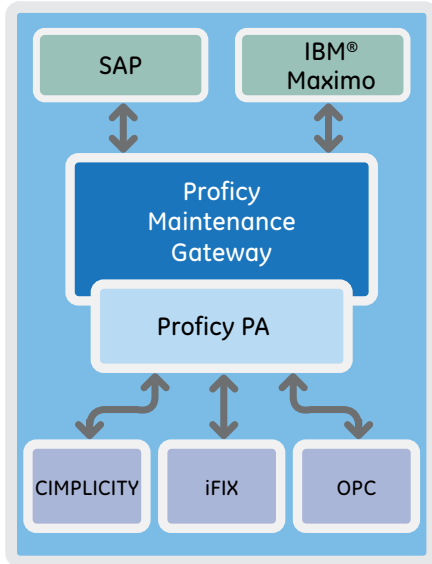 SAP
IBM®
Maximo
Proficy
Maintenance
Gateway
Proficy PA
CIMPLICITY
iFIX
OPC